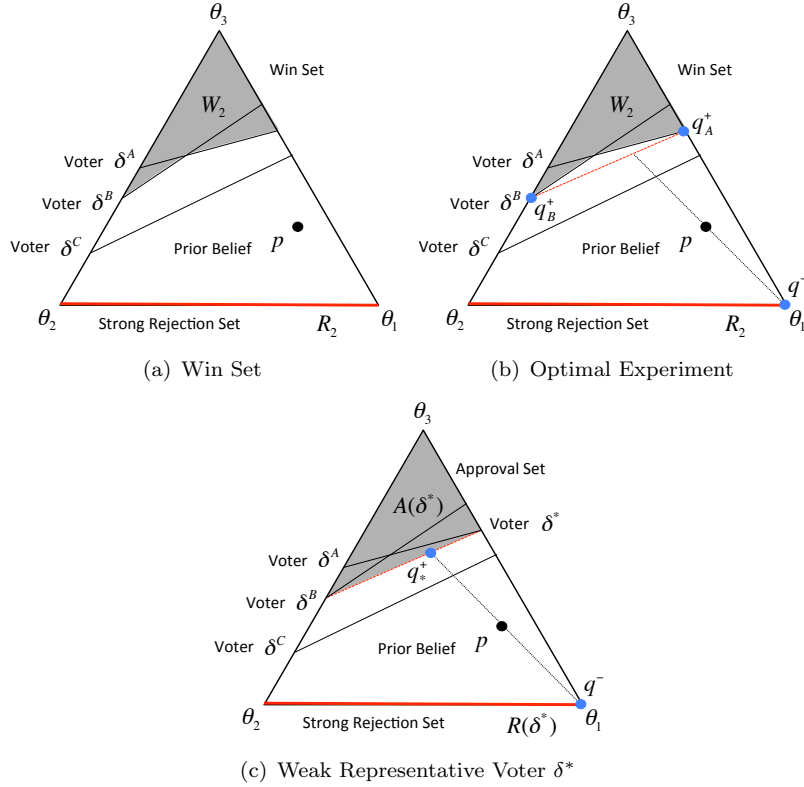 θ₃
Win Set
W₂
Voter δᴬ
Voter δᴮ
Voter δᶜ
Prior Belief p
θ₂ θ₁
Strong Rejection Set R₂
(a) Win Set
θ₃
Win Set
W₂
q⁺_A
Voter δᴬ
Voter δᴮ
q⁺_B
Voter δᶜ
Prior Belief p
q⁻
θ₂ θ₁
Strong Rejection Set R₂
(b) Optimal Experiment
θ₃
Approval Set
A(δ*)
Voter δ*
Voter δᴬ
q⁺_*
Voter δᴮ
Voter δᶜ
Prior Belief p
q⁻
θ₂ θ₁
Strong Rejection Set R(δ*)
(c) Weak Representative Voter δ*